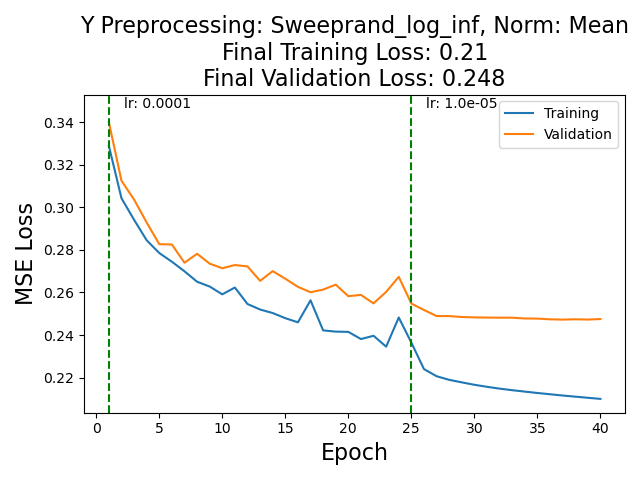 Y Preprocessing: Sweeprand_log_inf, Norm: Mean
Final Training Loss: 0.21
Final Validation Loss: 0.248
lr: 0.0001
lr: 1.0e-05
Training
Validation
MSE Loss
0.34
0.32
0.30
0.28
0.26
0.24
0.22
0
5
10
15
20
25
30
35
40
Epoch